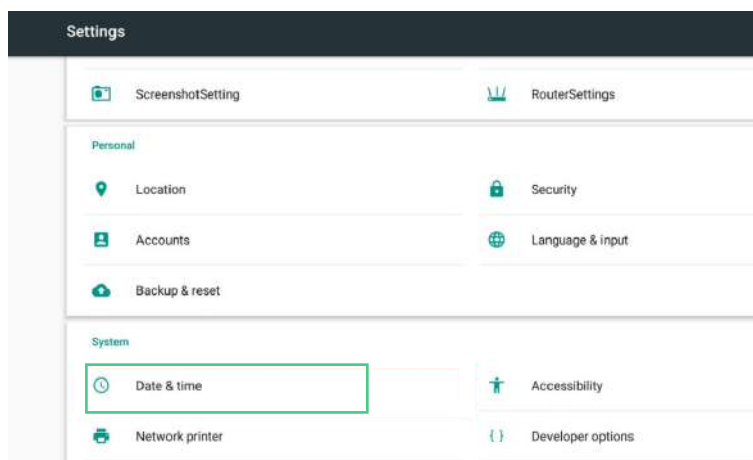 Settings
ScreenshotSetting
RouterSettings
Personal
Location
Security
Accounts
Language & input
Backup & reset
System
Date & time
Accessibility
Network printer
Developer options